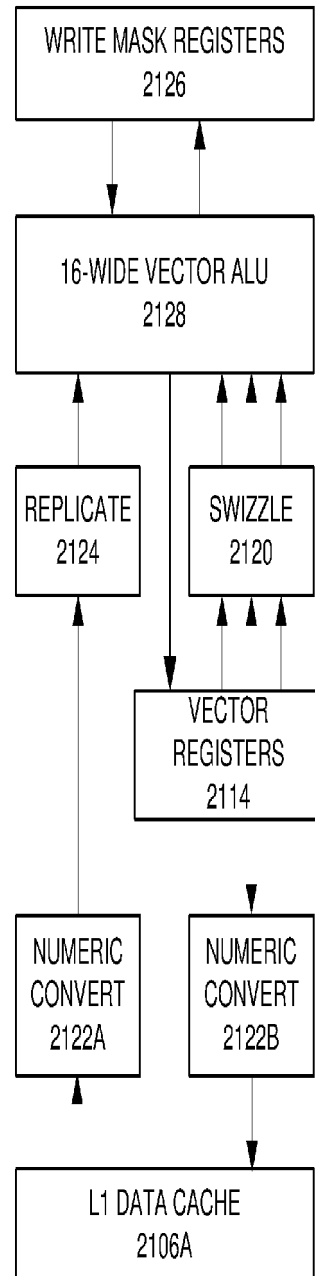 WRITE MASK REGISTERS
2126
16-WIDE VECTOR ALU
2128
REPLICATE
2124
SWIZZLE
2120
VECTOR
REGISTERS
2114
NUMERIC
CONVERT
2122A
NUMERIC
CONVERT
2122B
L1 DATA CACHE
2106A